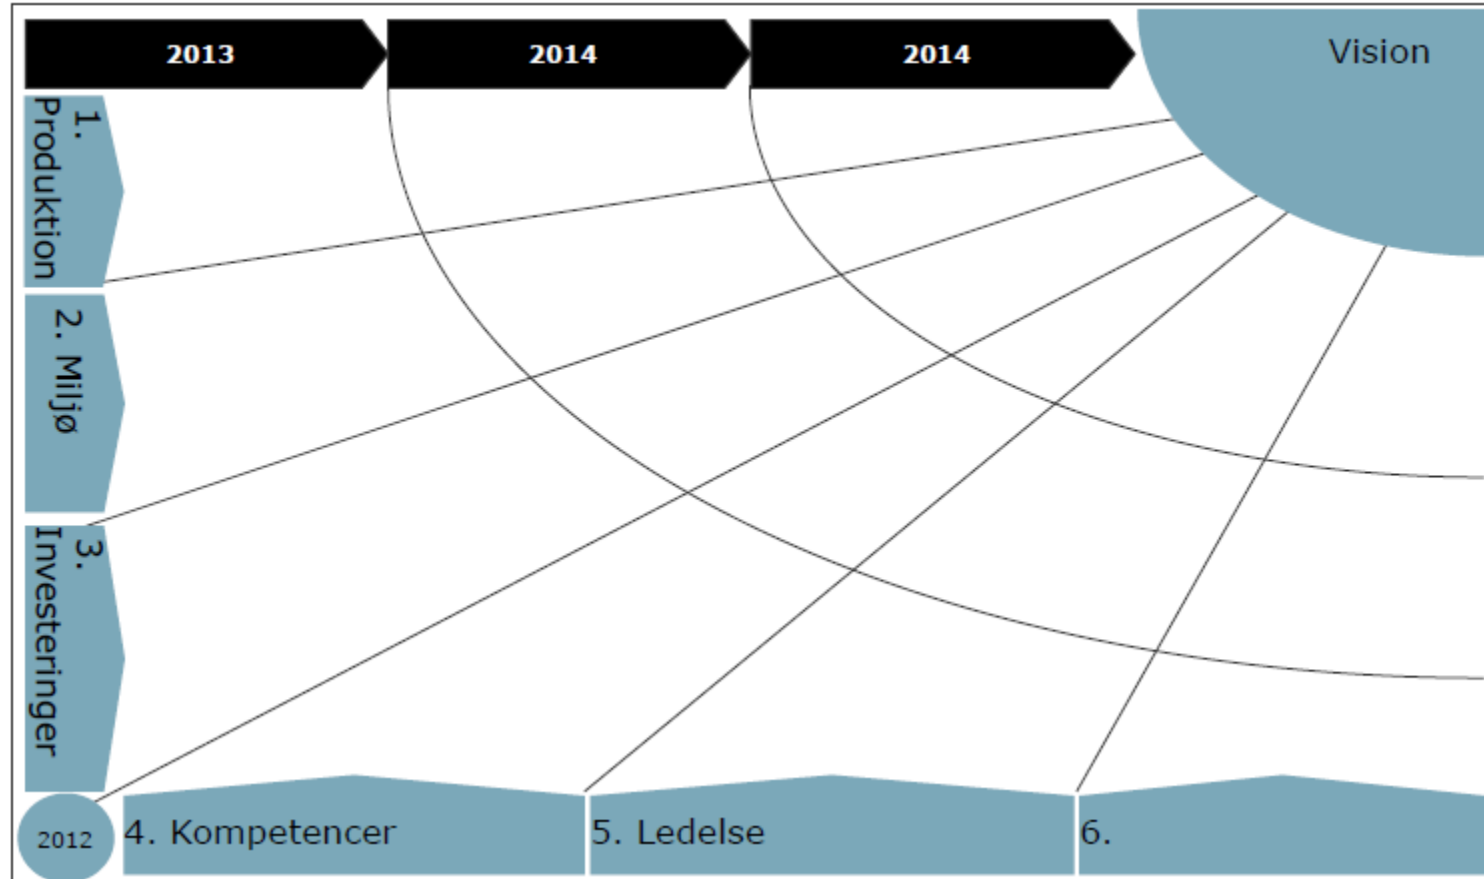 2013
2014
2014
Vision
1.
Produktion
2. Miljø
3.
Investeringer
2012
4. Kompetencer
5. Ledelse
6.